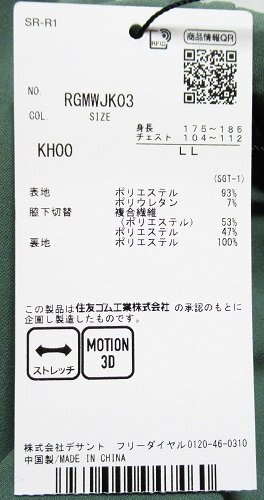 SR-R1
RFID
商品情報QR
NO. RGMWJK03
COL. SIZE
身長 175～185
チェスト 104～112
KH00 LL
(SGT-1)
表地 ポリエステル 93%
ポリウレタン 7%
脇下切替 複合繊維
(ポリエステル) 53%
ポリエステル 47%
裏地 ポリエステル 100%
この製品は住友ゴム工業株式会社 の承認のもとに
企画し製造したものです。
ストレッチ
MOTION
3D
株式会社デサント フリーダイヤル0120-46-0310
中国製/MADE IN CHINA